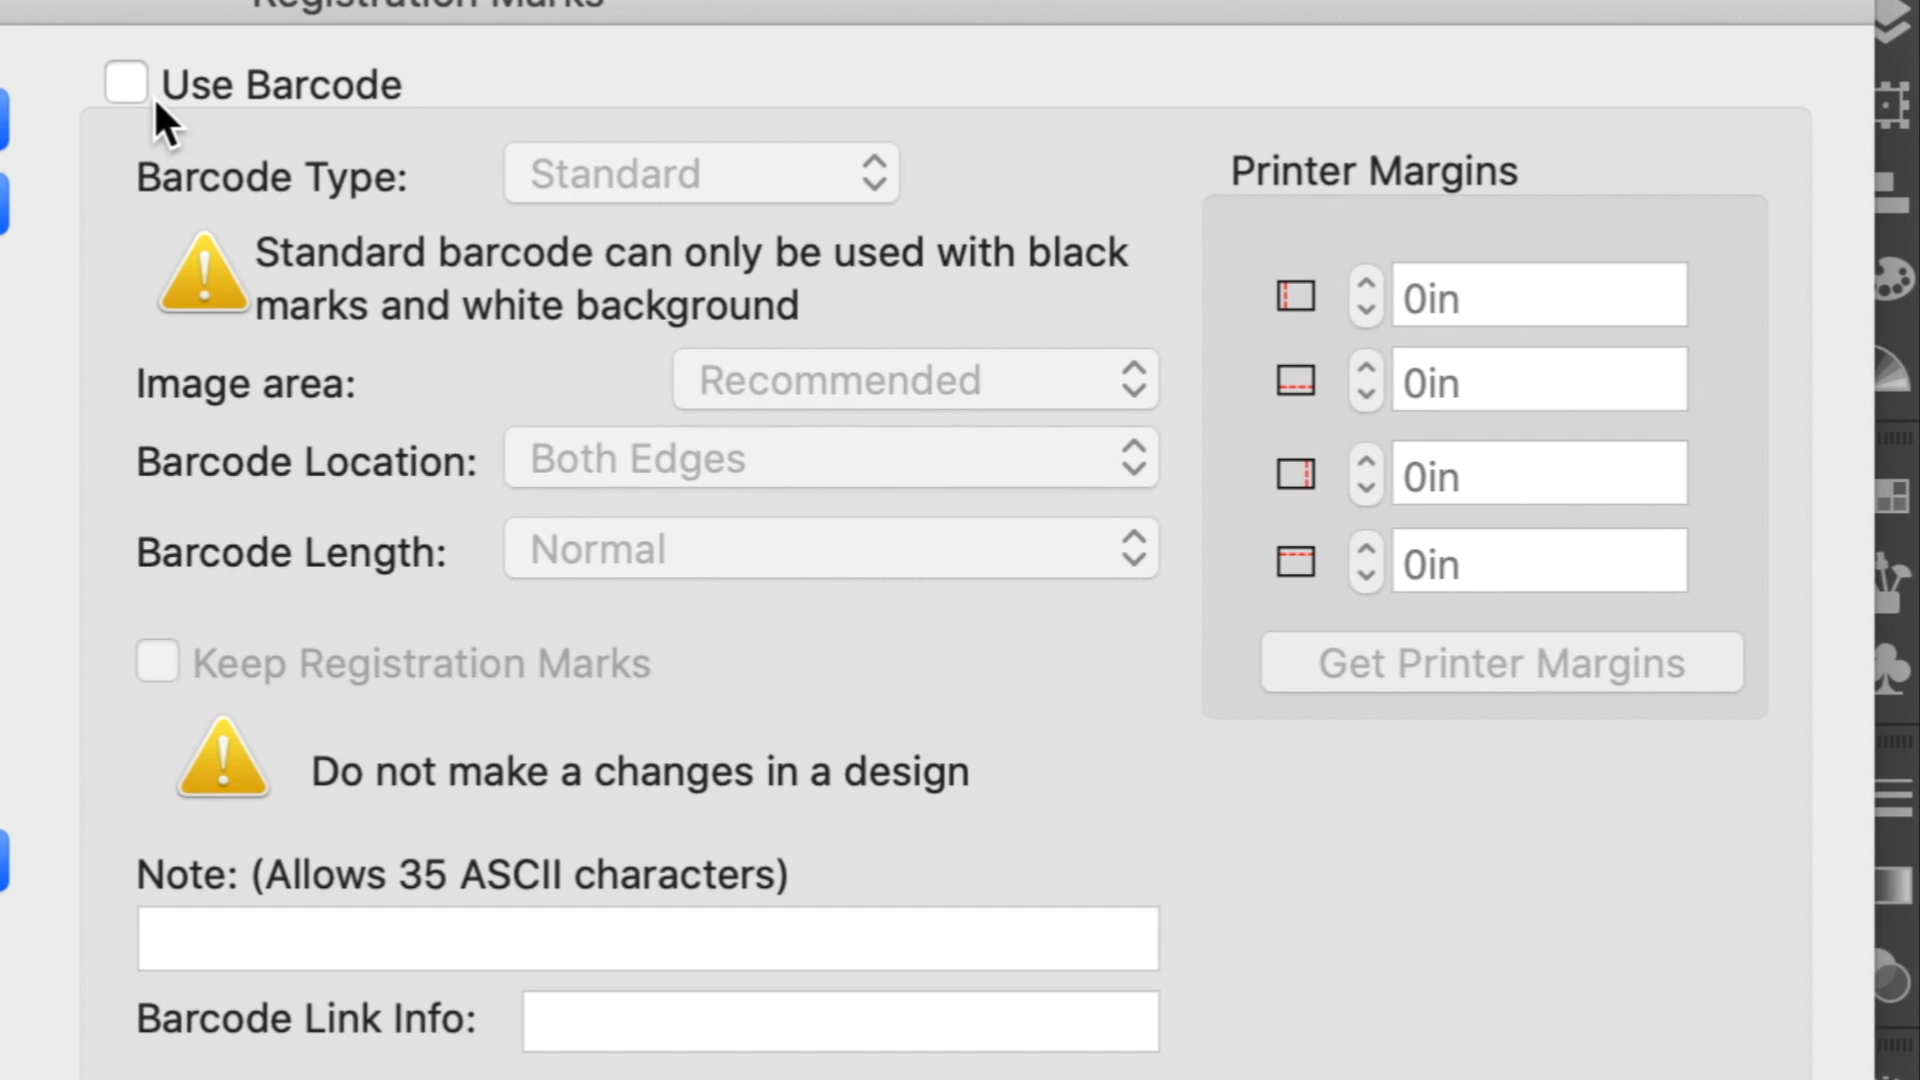 Registration Marks
Use Barcode
Barcode Type:
Standard
Standard barcode can only be used with black
marks and white background
Image area:
Recommended
Barcode Location:
Both Edges
Barcode Length:
Normal
Keep Registration Marks
Do not make a changes in a design
Note: (Allows 35 ASCII characters)
Barcode Link Info:
Printer Margins
0in
0in
0in
0in
Get Printer Margins